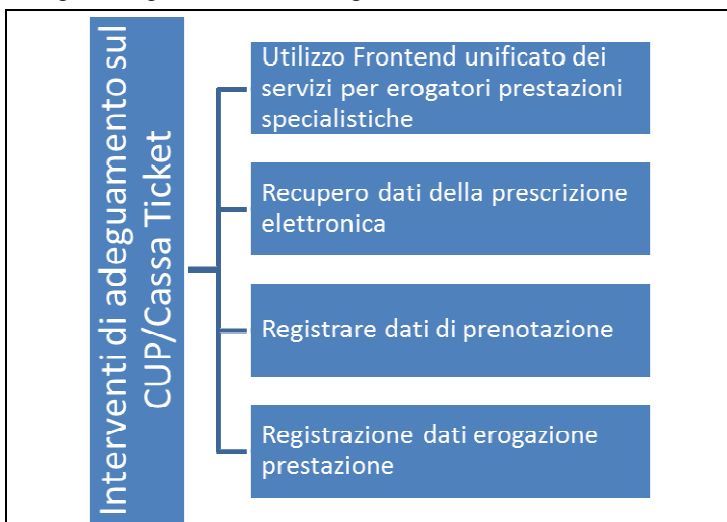 Interventi di adeguamento sul
CUP/Cassa Ticket
Utilizzo Frontend unificato dei
servizi per erogatori prestazioni
specialistiche
Recupero dati della prescrizione
elettronica
Registrare dati di prenotazione
Registrazione dati erogazione
prestazione